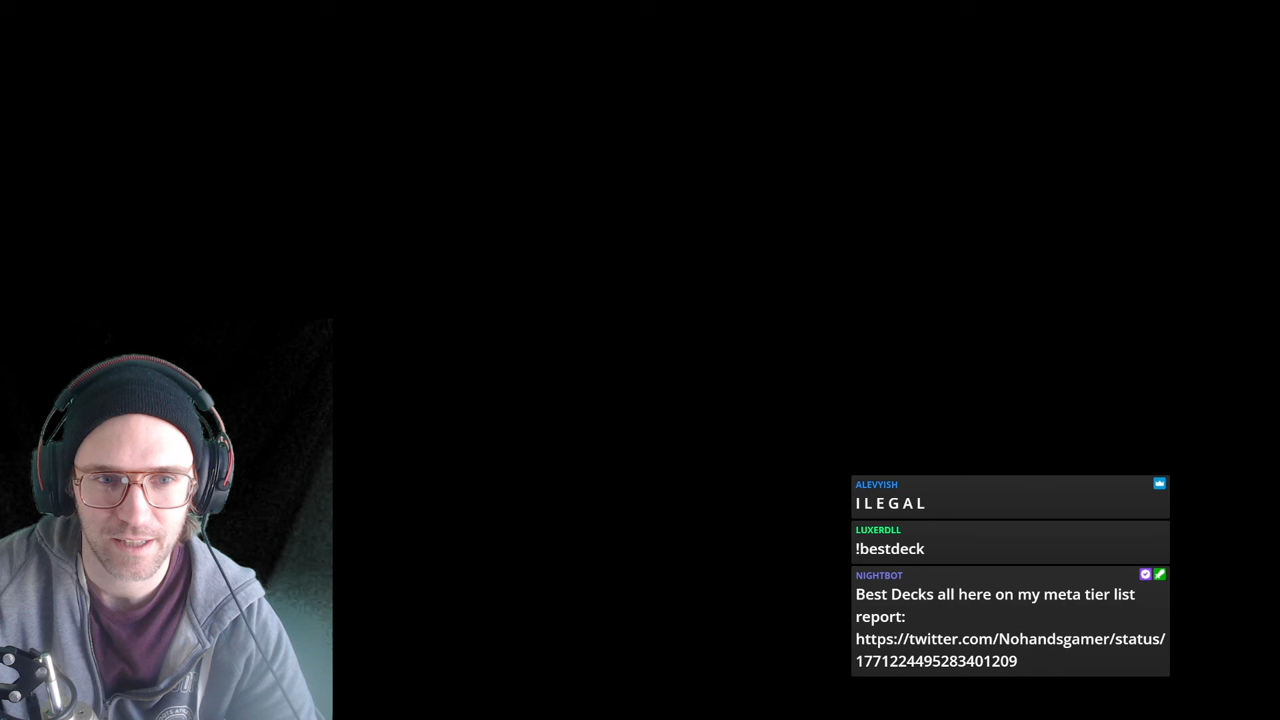 ALEVYISH
I L E G A L
LUXERDLL
!bestdeck
NIGHTBOT
Best Decks all here on my meta tier list
report:
https://twitter.com/Nohandsgamer/status/
1771224495283401209